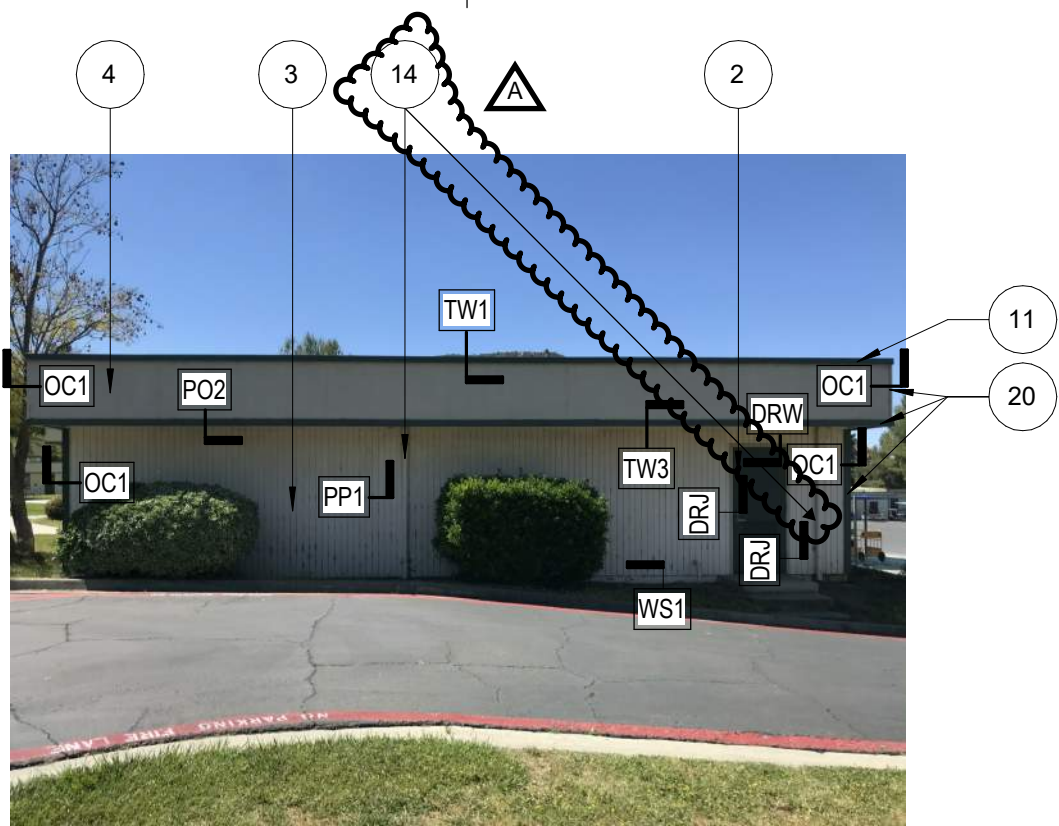 4
3
14
A
2
TW1
11
OC1
PO2
OC1
20
DRW
OC1
PP1
TW3
OC1
DRJ
DRJ
WS1
NO PARKING
FIRE LANE